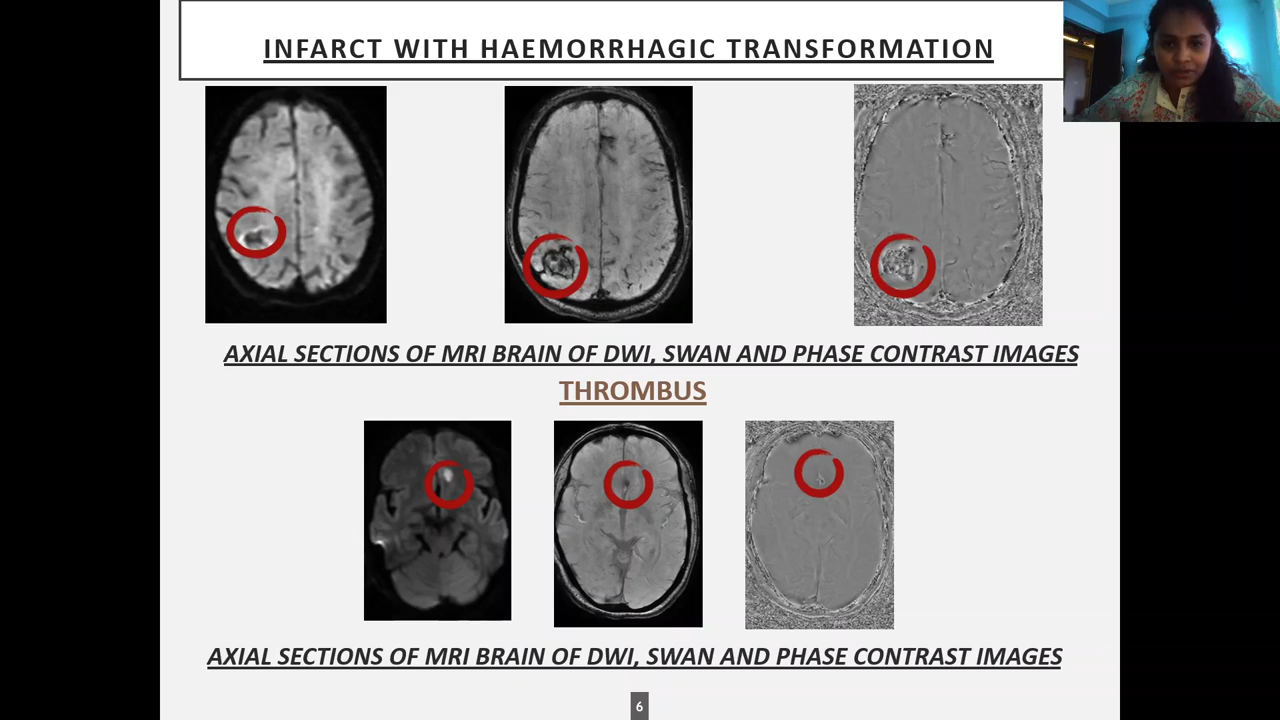 INFARCT WITH HAEMORRHAGIC TRANSFORMATION
AXIAL SECTIONS OF MRI BRAIN OF DWI, SWAN AND PHASE CONTRAST IMAGES
THROMBUS
AXIAL SECTIONS OF MRI BRAIN OF DWI, SWAN AND PHASE CONTRAST IMAGES
6